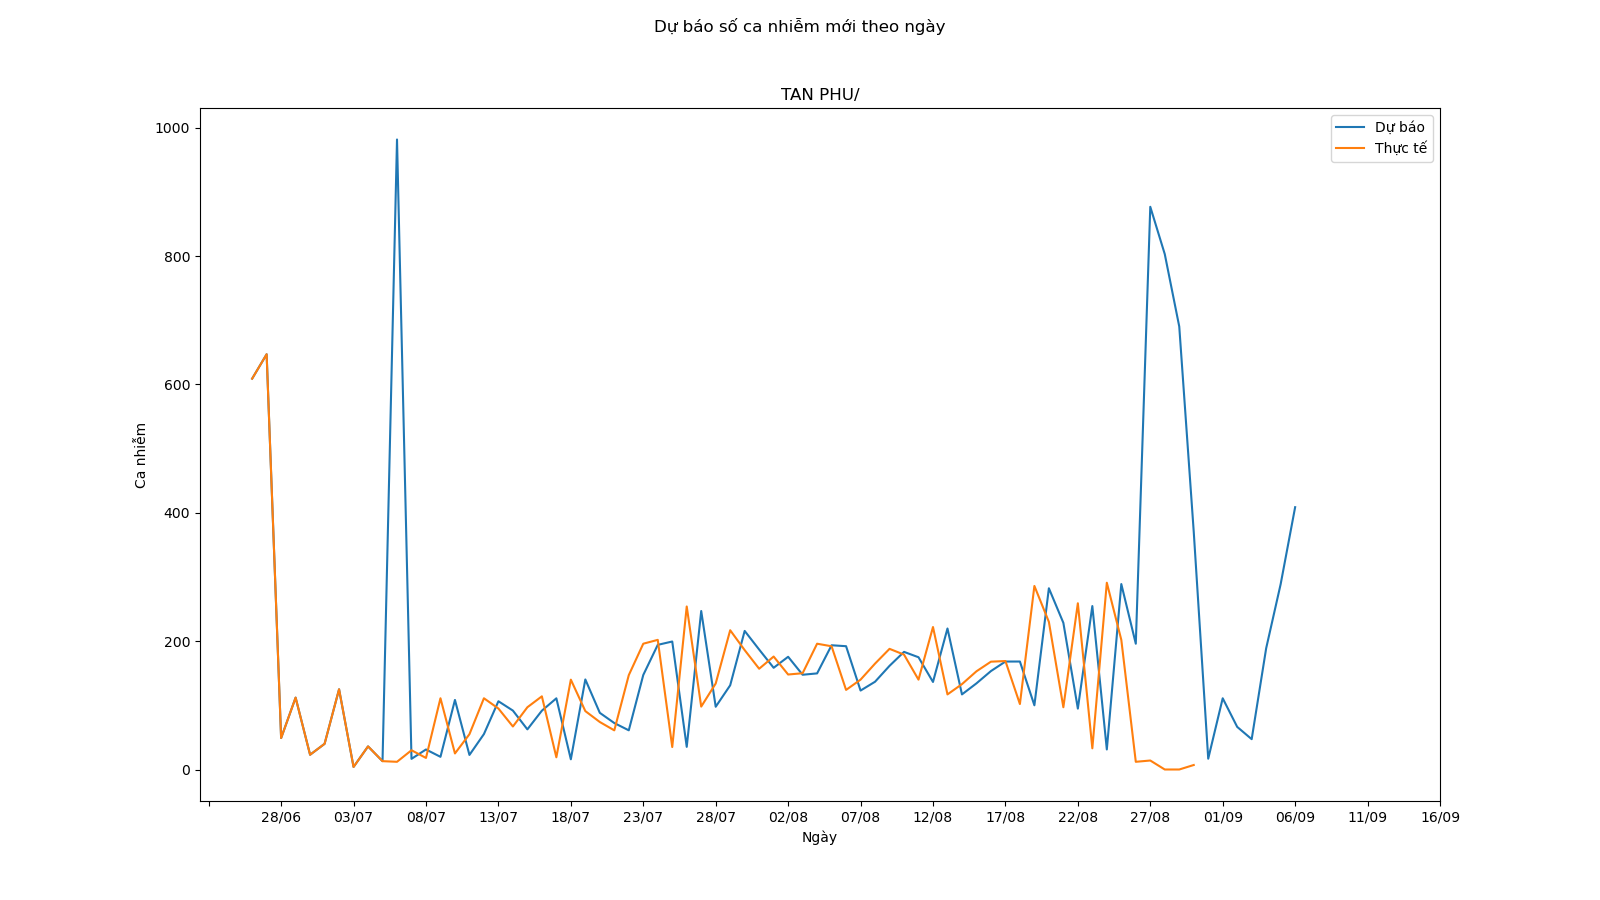 Dự báo số ca nhiễm mới theo ngày
TAN PHU/
Dự báo
Thực tế
1000
800
600
400
200
0
Ca nhiễm
28/06 03/07 08/07 13/07 18/07 23/07 28/07 02/08 07/08 12/08 17/08 22/08 27/08 01/09 06/09 11/09 16/09
Ngày